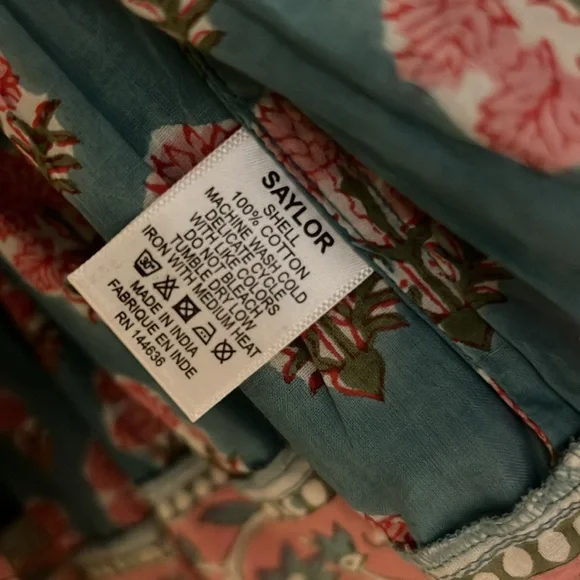 SAYLOR
SHELL
100% COTTON
MACHINE WASH COLD
DELICATE CYCLE
WITH LIKE COLORS
DO NOT BLEACH
TUMBLE DRY LOW
IRON WITH MEDIUM HEAT
30°
MADE IN INDIA
FABRIQUE EN INDE
RN 144636